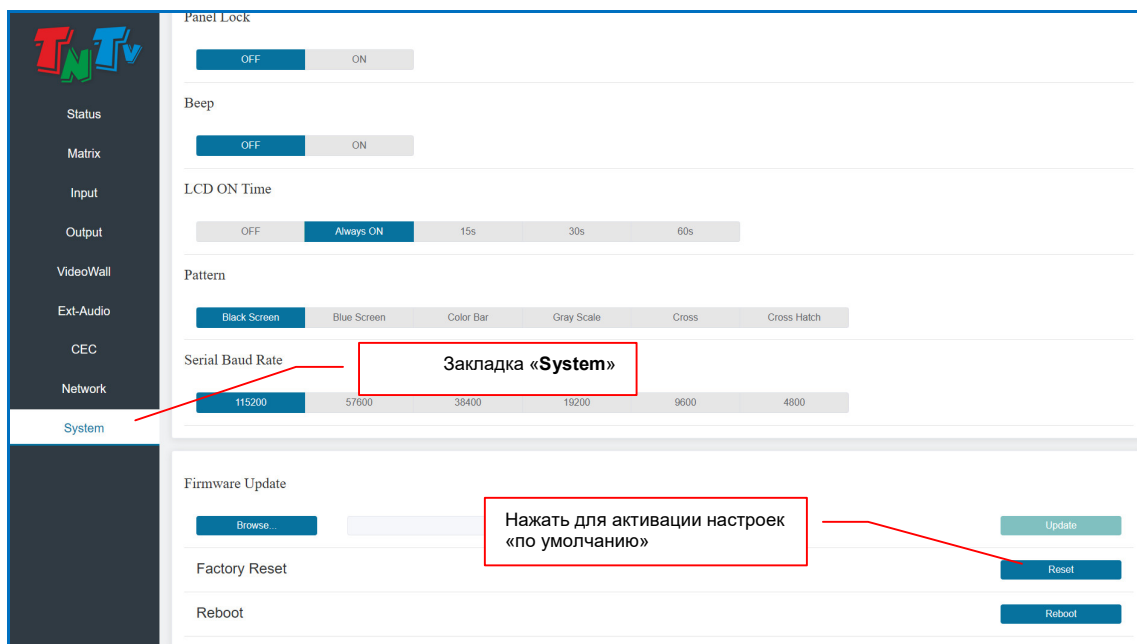 TNTv
Status
Matrix
Input
Output
VideoWall
Ext-Audio
CEC
Network
System
Panel Lock
OFF ON
Beep
OFF ON
LCD ON Time
OFF Always ON 15s 30s 60s
Pattern
Black Screen Blue Screen Color Bar Gray Scale Cross Cross Hatch
Serial Baud Rate
Закладка «System»
115200 57600 38400 19200 9600 4800
Firmware Update
Browse... Update
Нажать для активации настроек
«по умолчанию»
Factory Reset Reset
Reboot Reboot